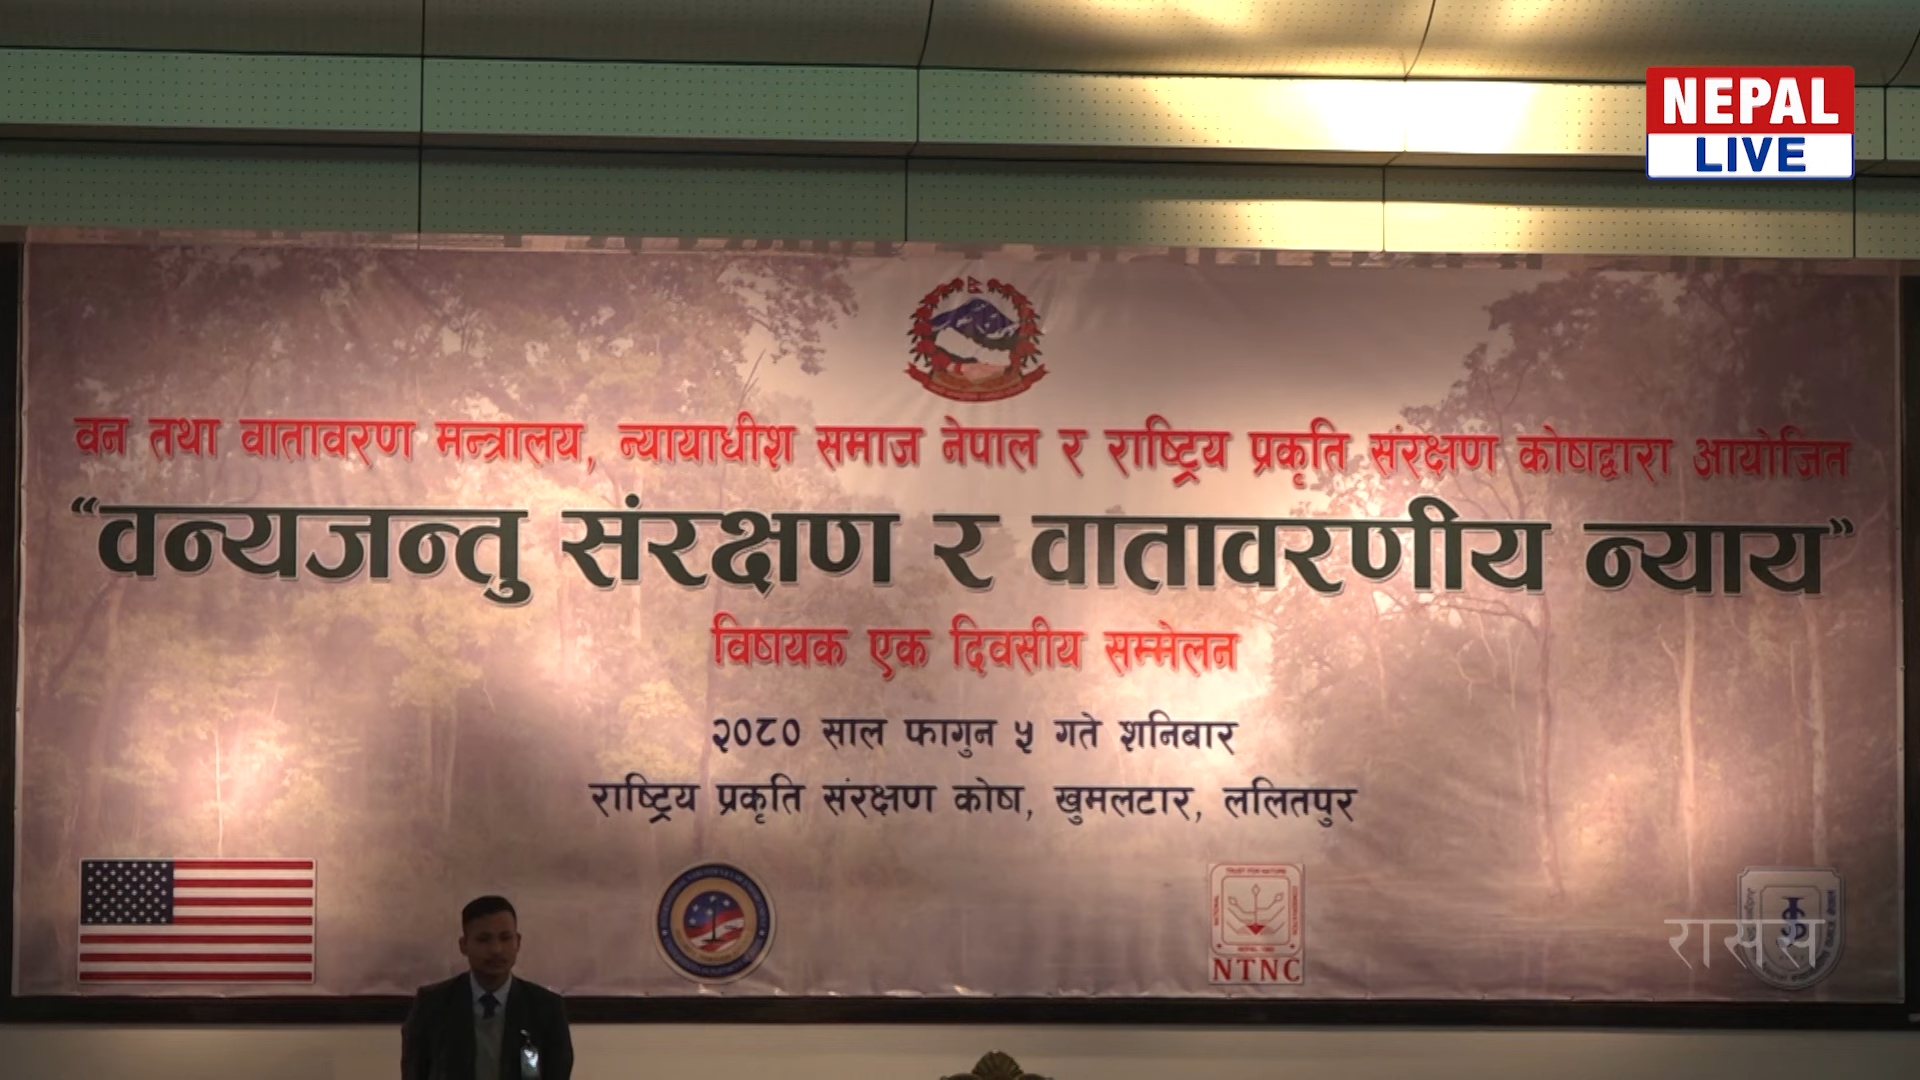 NEPAL
LIVE
वन तथा वातावरण मन्त्रालय, न्यायाधीश समाज नेपाल र राष्ट्रिय प्रकृति संरक्षण कोषद्वारा आयोजित
“वन्यजन्तु संरक्षण र वातावरणीय न्याय”
विषयक एक दिवसीय सम्मेलन
२०८० साल फागुन ५ गते शनिबार
राष्ट्रिय प्रकृति संरक्षण कोष, खुमलटार, ललितपुर
NTNC
रासस